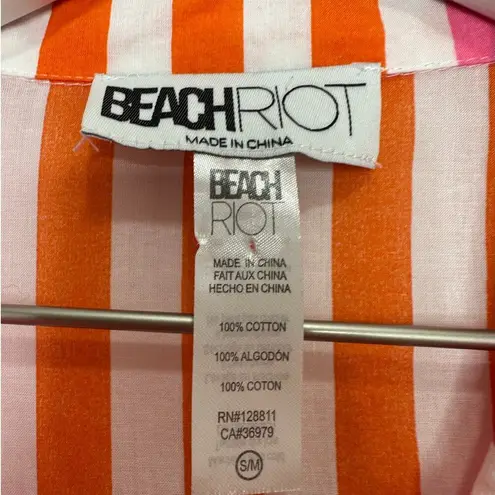 BEACHRIOT
MADE IN CHINA
BEACH
RIOT
MADE IN CHINA
FAIT AUX CHINA
HECHO EN CHINA
100% COTTON
100% ALGODÓN
100% COTON
RN#128811
CA#36979
S/M